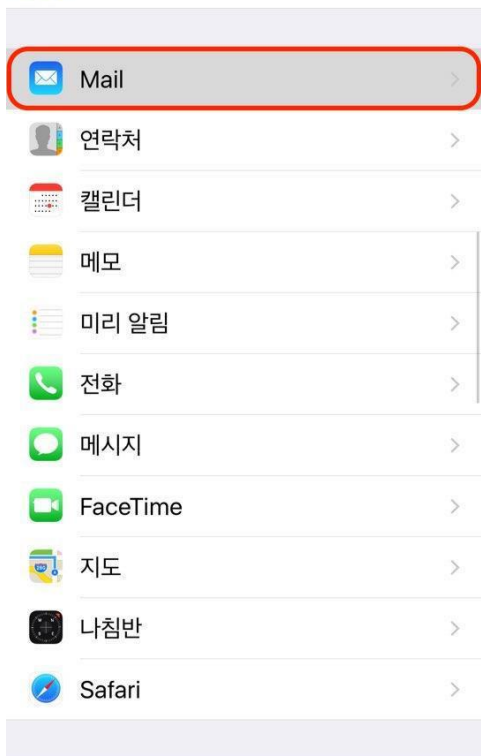 Mail
연락처
캘린더
메모
미리 알림
전화
메시지
FaceTime
지도
나침반
Safari